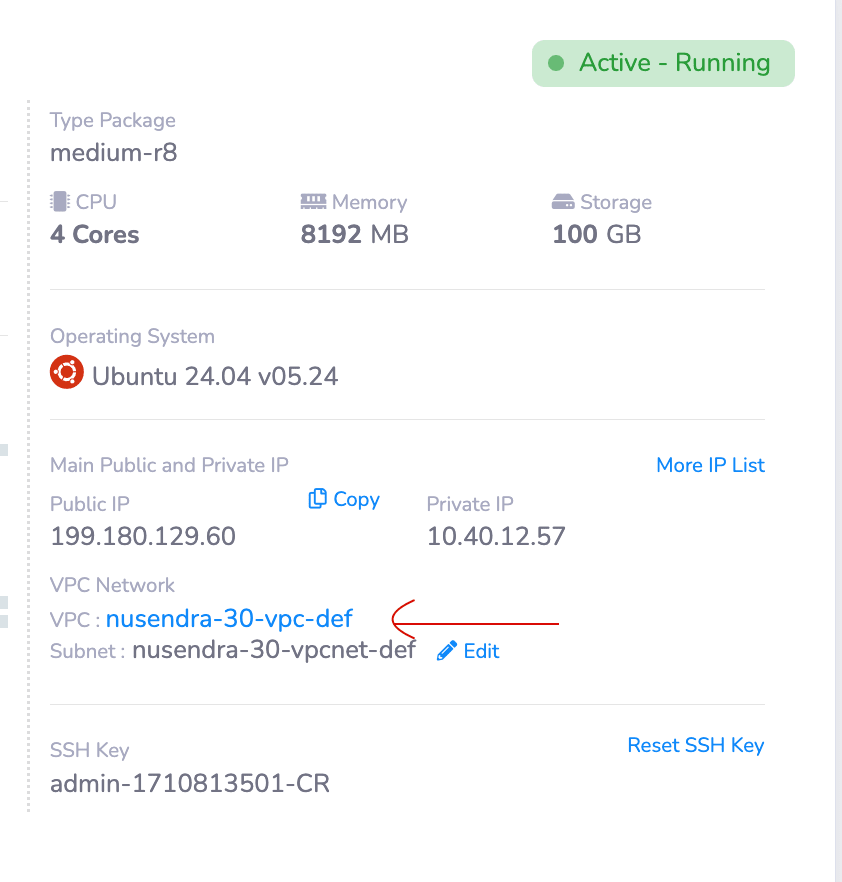 Active - Running
Type Package
medium-r8
CPU Memory Storage
4 Cores 8192 MB 100 GB
Operating System
Ubuntu 24.04 v05.24
Main Public and Private IP More IP List
Public IP Copy Private IP
199.180.129.60 10.40.12.57
VPC Network
VPC : nusendra-30-vpc-def
Subnet : nusendra-30-vpcnet-def Edit
SSH Key Reset SSH Key
admin-1710813501-CR